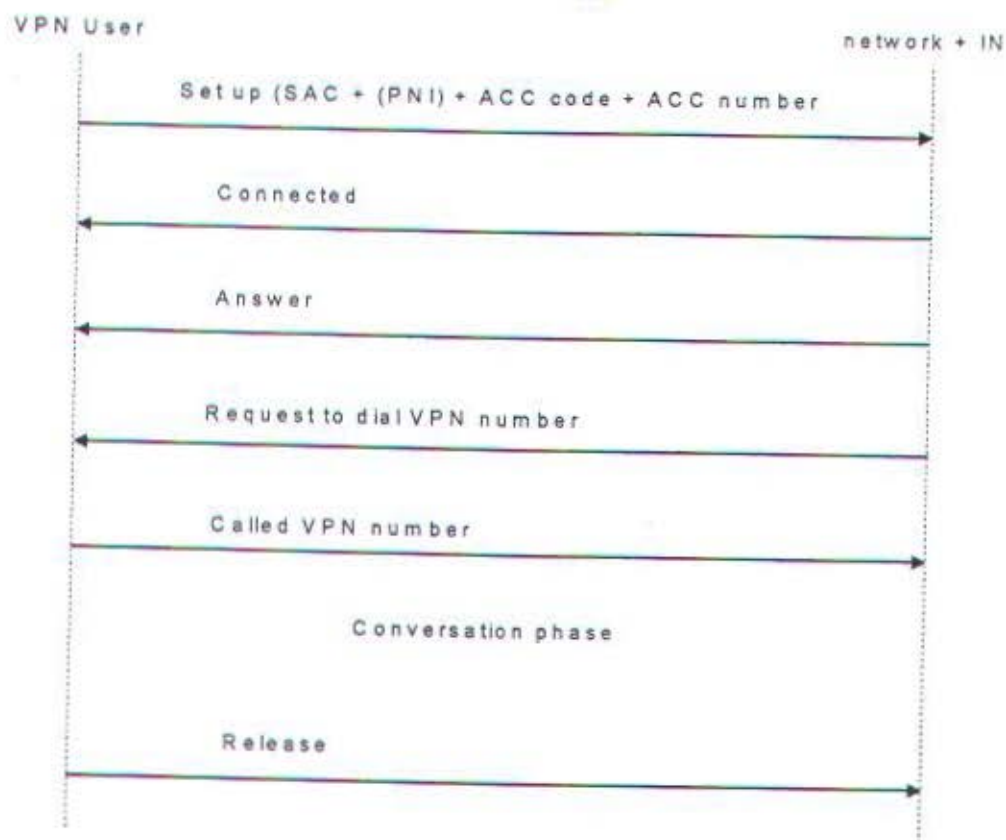 VPN User
network + IN
Set up (SAC + (PNI) + ACC code + ACC number
Connected
Answer
Request to dial VPN number
Called VPN number
Conversation phase
Release